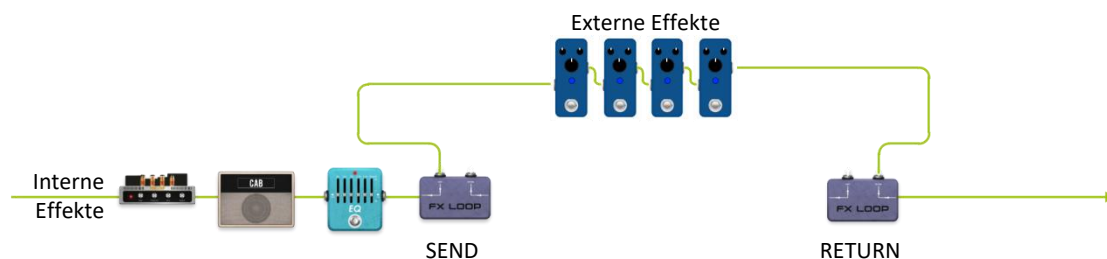 Externe Effekte
Interne
Effekte
CAB
EQ
FX LOOP
FX LOOP
SEND
RETURN